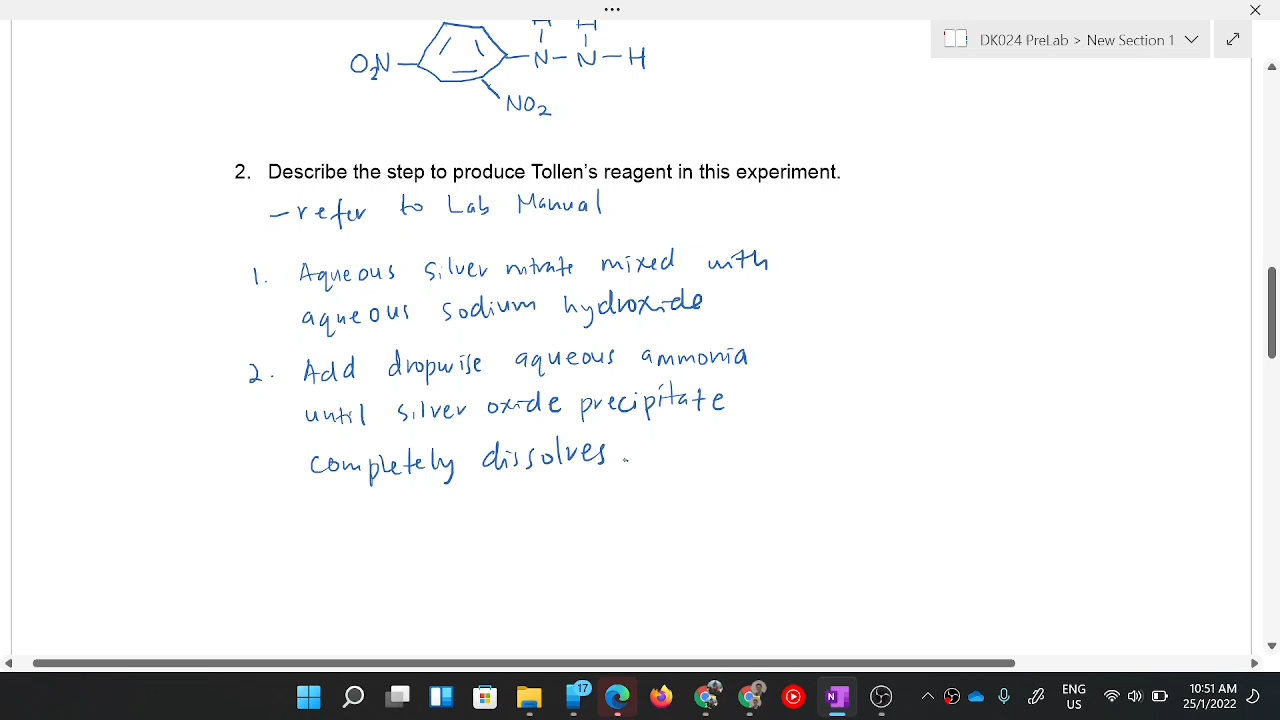 DK024 PreLab > New Section 1
H H
O2N N N H
NO2
2. Describe the step to produce Tollen's reagent in this experiment.
- refer to Lab Manual
1. Aqueous silver nitrate mixed with
aqueous sodium hydroxide
2. Add dropwise aqueous ammonia
until silver oxide precipitate
completely dissolves.
17
ENG
US
10:51 AM
25/1/2022